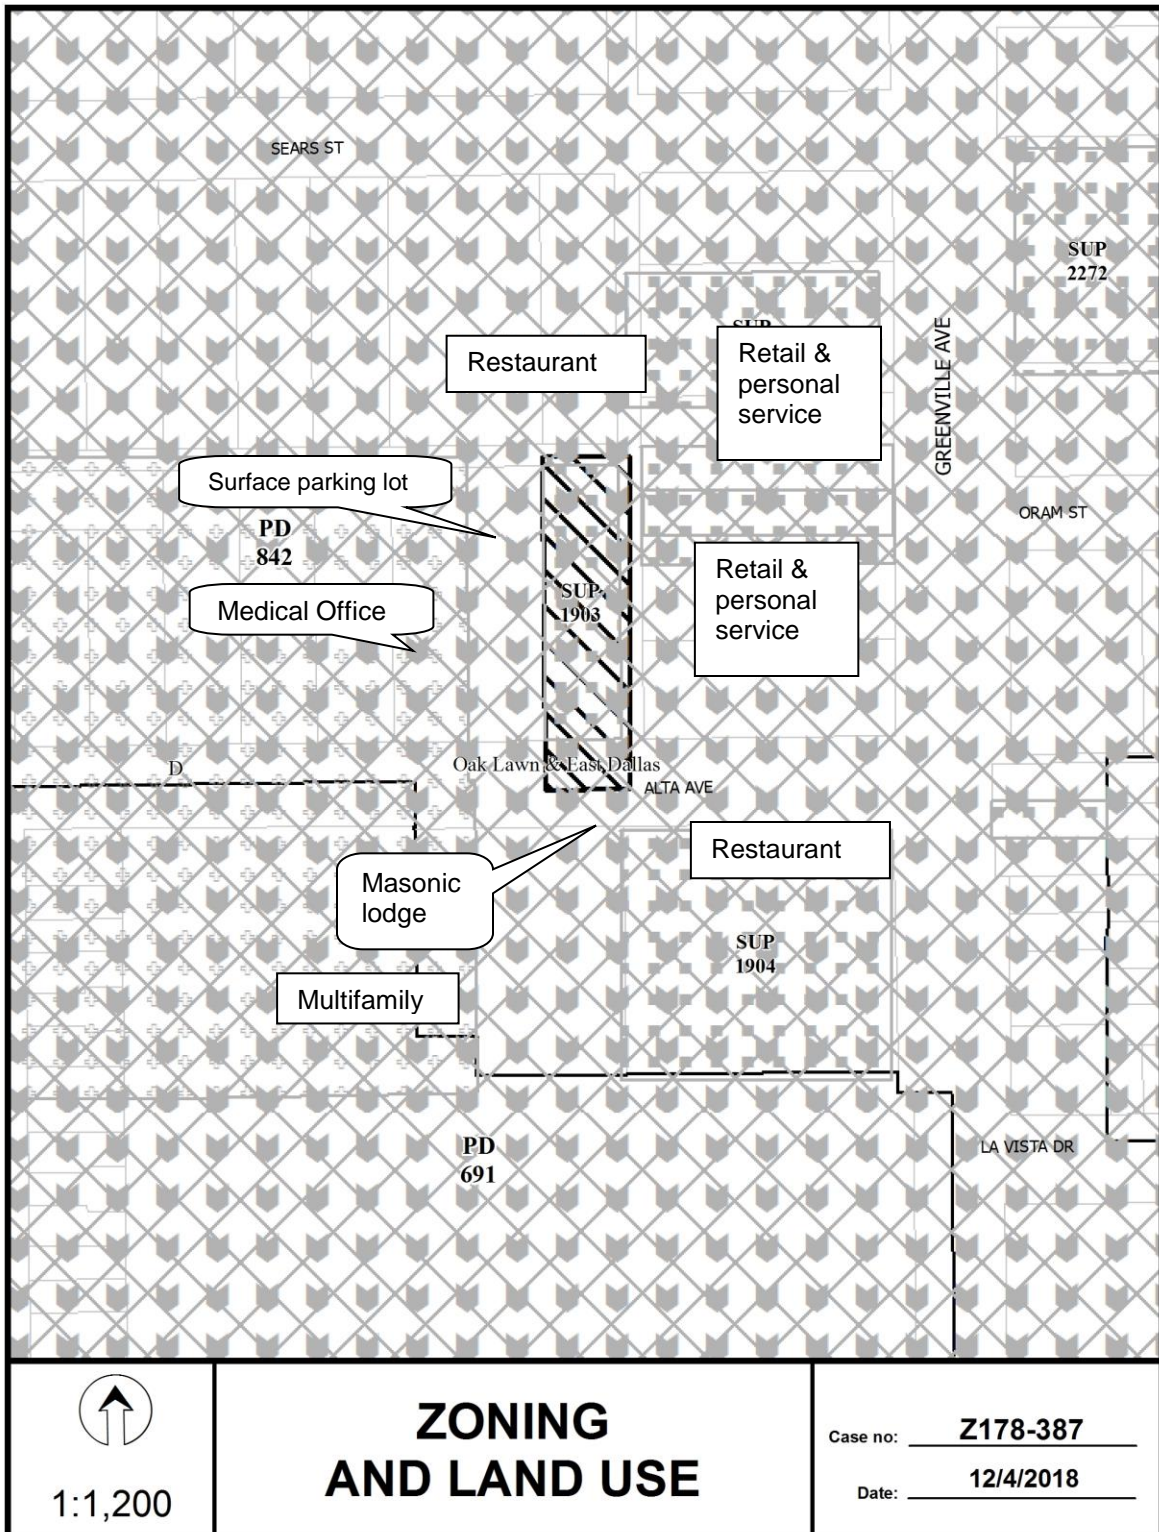 SEARS ST
SUP
2272
SUP
Restaurant
Retail &
personal
service
GREENVILLE AVE
Surface parking lot
ORAM ST
PD
842
Retail &
personal
service
SUP
1903
Medical Office
D
Oak Lawn & East Dallas
ALTA AVE
Restaurant
Masonic
lodge
SUP
1904
Multifamily
PD
691
LA VISTA DR
1:1,200
ZONING
AND LAND USE
Case no: Z178-387
Date: 12/4/2018